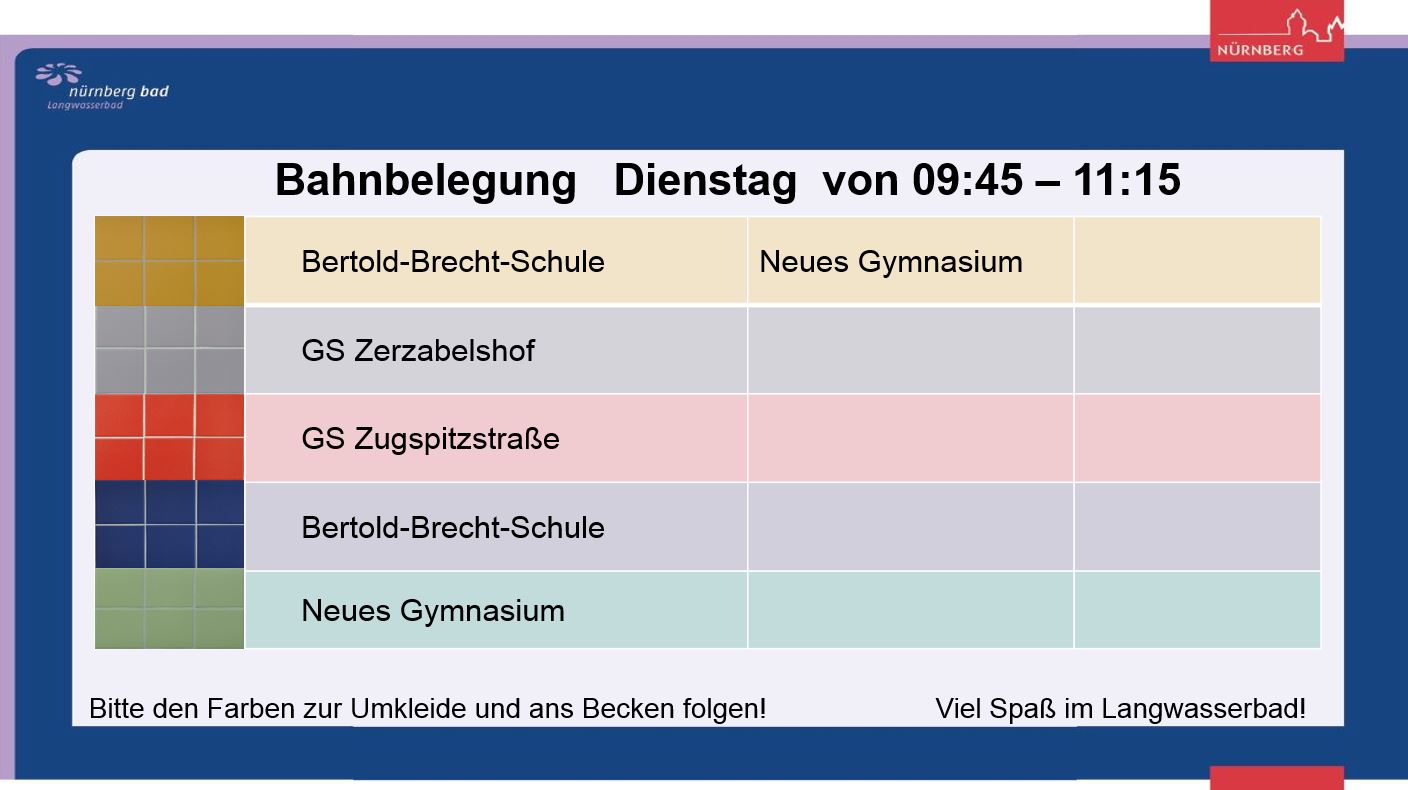 NÜRNBERG
nürnberg bad
Langwasserbad
Bahnbelegung Dienstag von 09:45 – 11:15
Bertold-Brecht-Schule Neues Gymnasium
GS Zerzabelshof
GS Zugspitzstraße
Bertold-Brecht-Schule
Neues Gymnasium
Bitte den Farben zur Umkleide und ans Becken folgen! Viel Spaß im Langwasserbad!